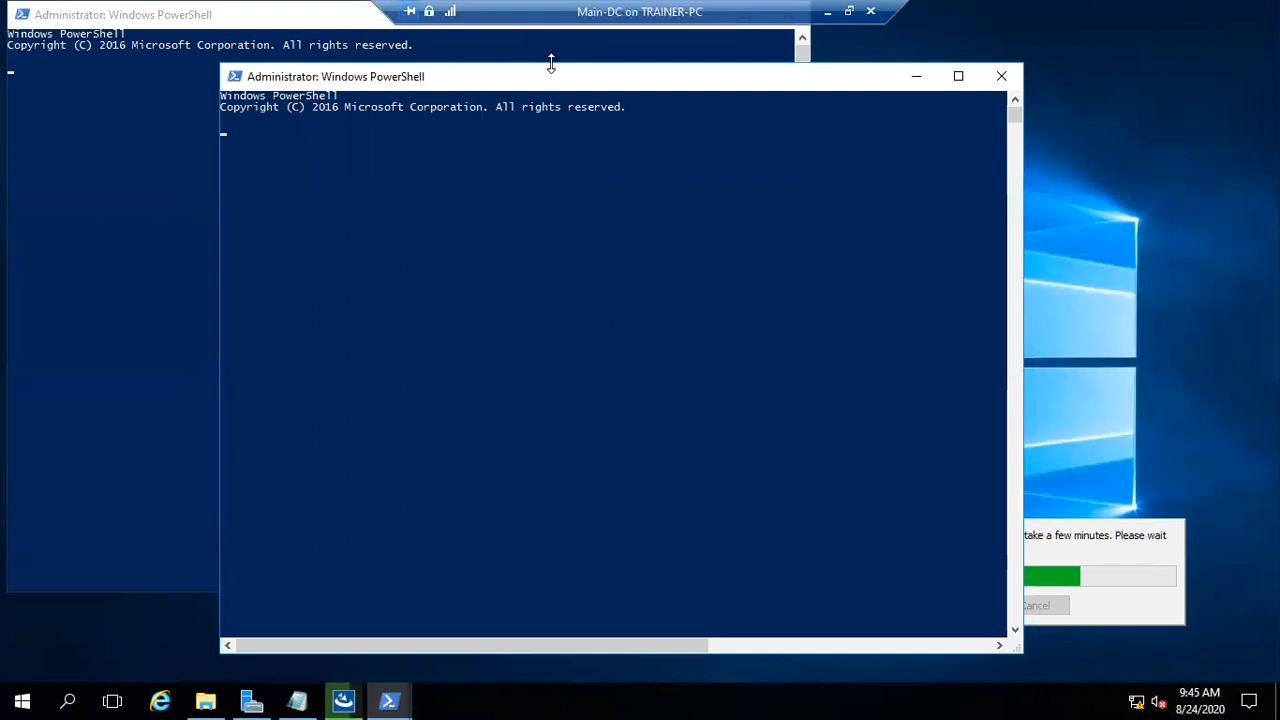 Administrator: Windows PowerShell
Main-DC on TRAINER-PC
Windows PowerShell
Copyright (C) 2016 Microsoft Corporation. All rights reserved.
Administrator: Windows PowerShell
Windows PowerShell
Copyright (C) 2016 Microsoft Corporation. All rights reserved.
take a few minutes. Please wait
Cancel
9:45 AM
8/24/2020